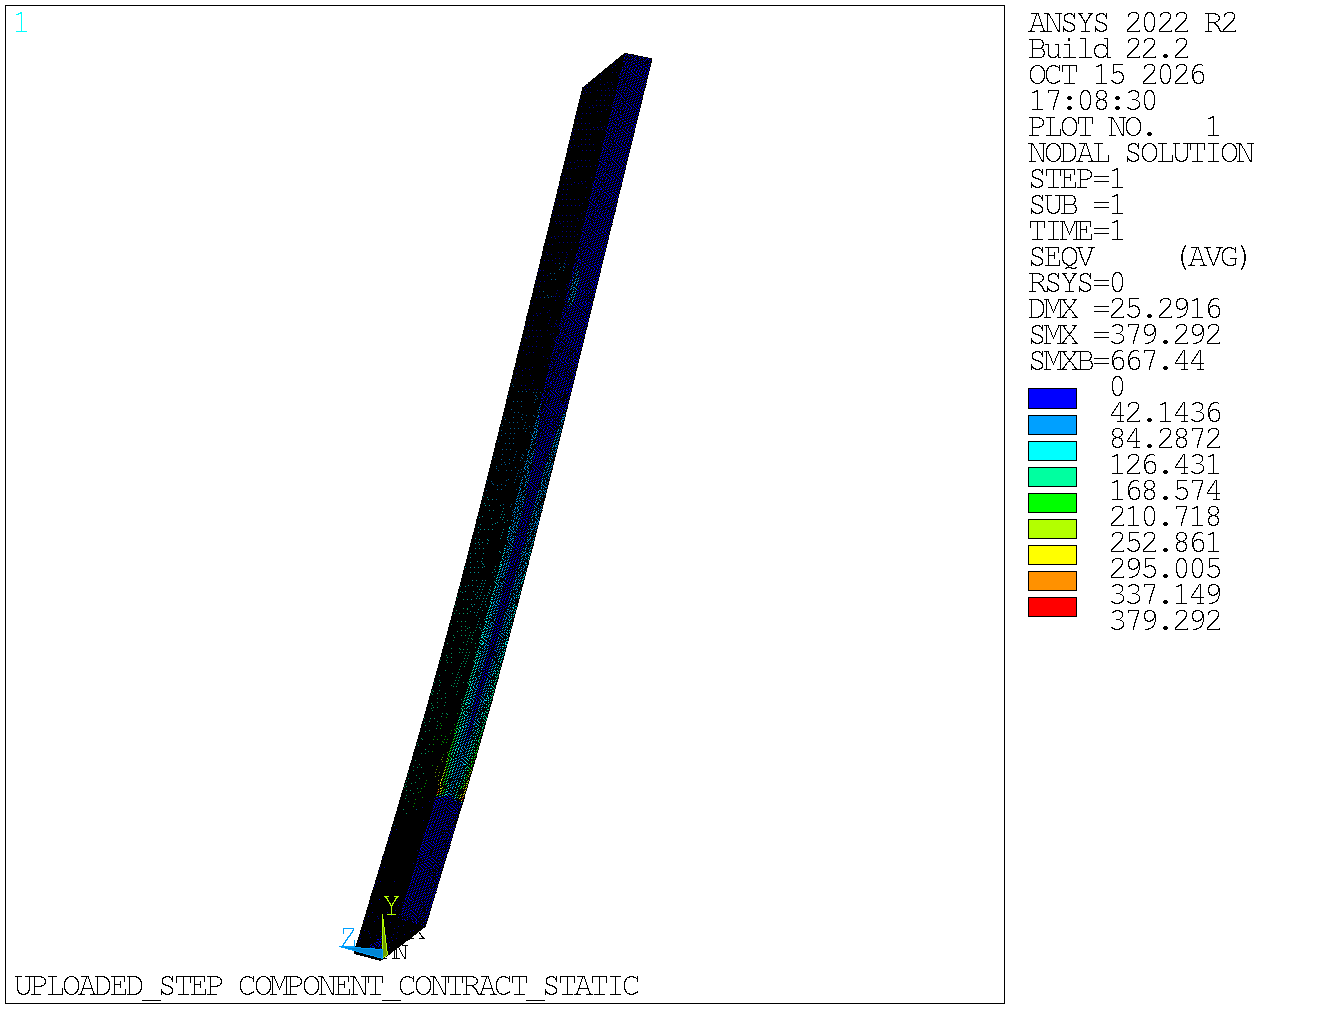 1
ANSYS 2022 R2
Build 22.2
OCT 15 2026
17:08:30
PLOT NO. 1
NODAL SOLUTION
STEP=1
SUB =1
TIME=1
SEQV (AVG)
RSYS=0
DMX =25.2916
SMX =379.292
SMXB=667.44
0
42.1436
84.2872
126.431
168.574
210.718
252.861
295.005
337.149
379.292
Y
Z
UPLOADED_STEP COMPONENT_CONTRACT_STATIC